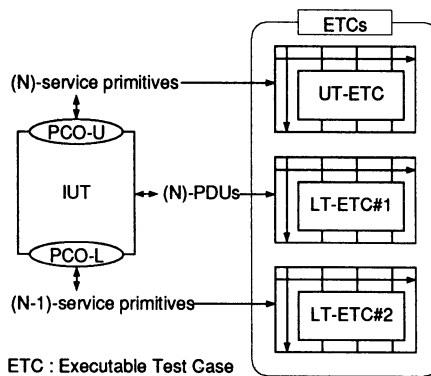 ETCs
(N)-service primitives
UT-ETC
PCO-U
IUT
(N)-PDUs
LT-ETC#1
PCO-L
(N-1)-service primitives
LT-ETC#2
ETC : Executable Test Case